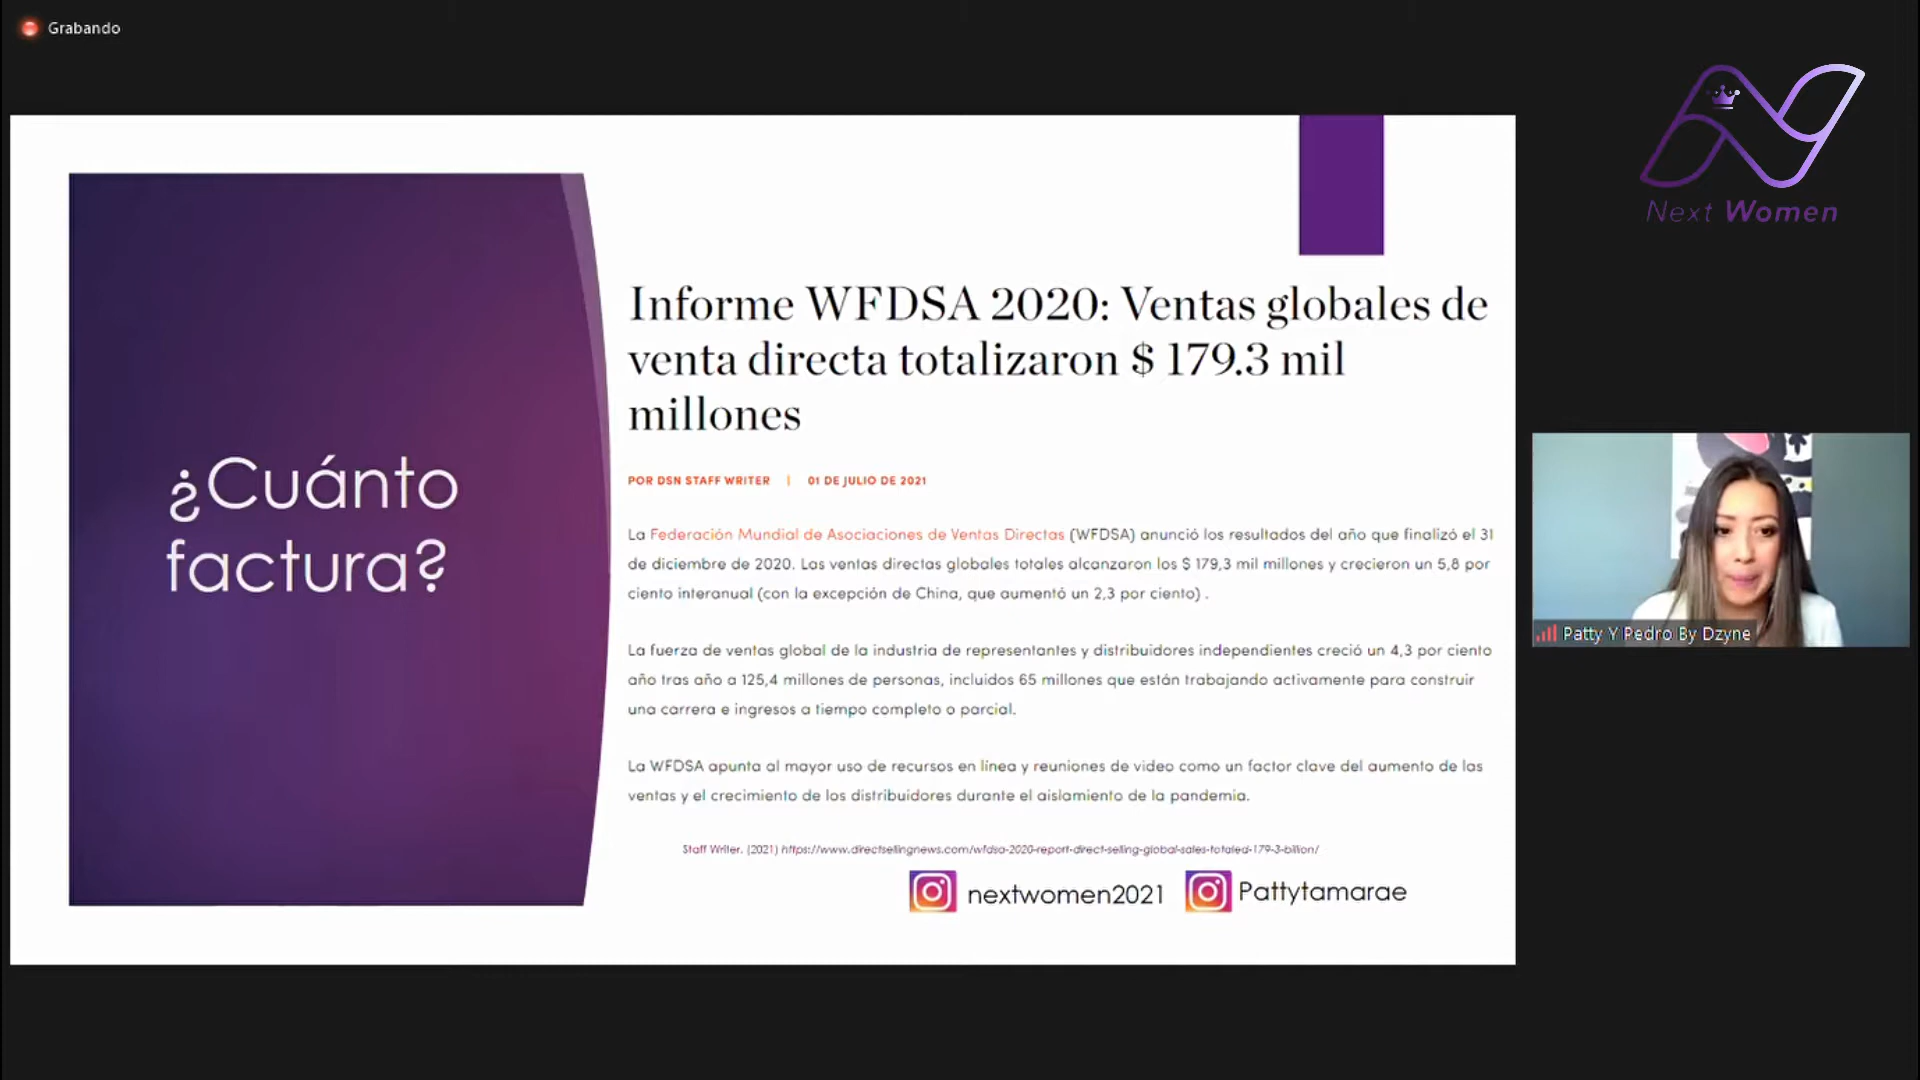 Grabando
Next Women
¿Cuánto
factura?
Informe WFDSA 2020: Ventas globales de
venta directa totalizaron $ 179.3 mil
millones
POR DSN STAFF WRITER | 01 DE JULIO DE 2021
La Federación Mundial de Asociaciones de Ventas Directas (WFDSA) anunció los resultados del año que finalizó el 31
de diciembre de 2020. Las ventas directas globales totales alcanzaron los $ 179,3 mil millones y crecieron un 5,8 por
ciento interanual (con la excepción de China, que aumentó un 2,3 por ciento) .
La fuerza de ventas global de la industria de representantes y distribuidores independientes creció un 4,3 por ciento
año tras año a 125,4 millones de personas, incluidos 65 millones que están trabajando activamente para construir
una carrera e ingresos a tiempo completo o parcial.
La WFDSA apunta al mayor uso de recursos en línea y reuniones de video como un factor clave del aumento de las
ventas y el crecimiento de los distribuidores durante el aislamiento de la pandemia.
Staff Writer. (2021) https://www.directsellingnews.com/wfdsa-2020-report-direct-selling-global-sales-totaled-179-3-billion/
nextwomen2021 Pattytamarae
Patty Y Pedro By Dzyne